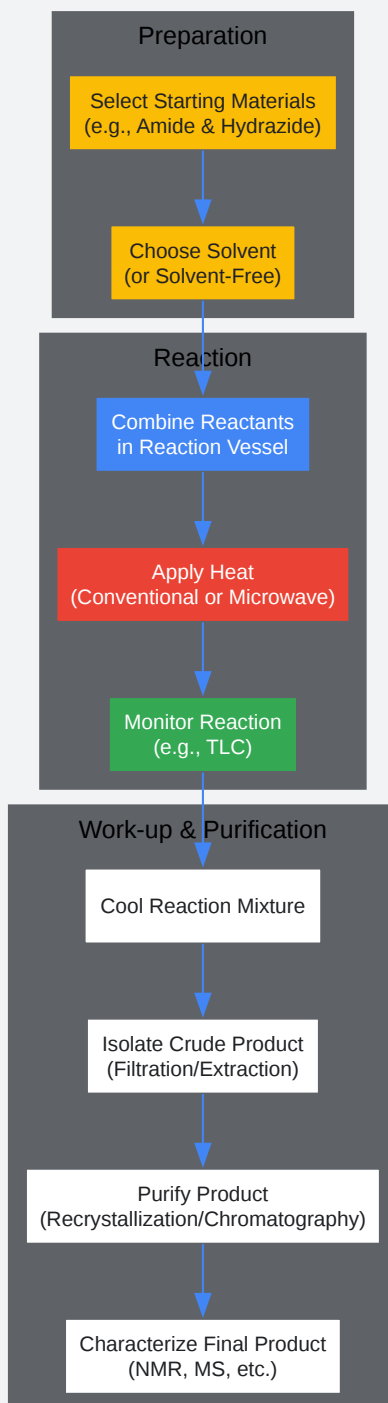 Preparation
Select Starting Materials
(e.g., Amide & Hydrazide)
Choose Solvent
(or Solvent-Free)
Reaction
Combine Reactants
in Reaction Vessel
Apply Heat
(Conventional or Microwave)
Monitor Reaction
(e.g., TLC)
Work-up & Purification
Cool Reaction Mixture
Isolate Crude Product
(Filtration/Extraction)
Purify Product
(Recrystallization/Chromatography)
Characterize Final Product
(NMR, MS, etc.)